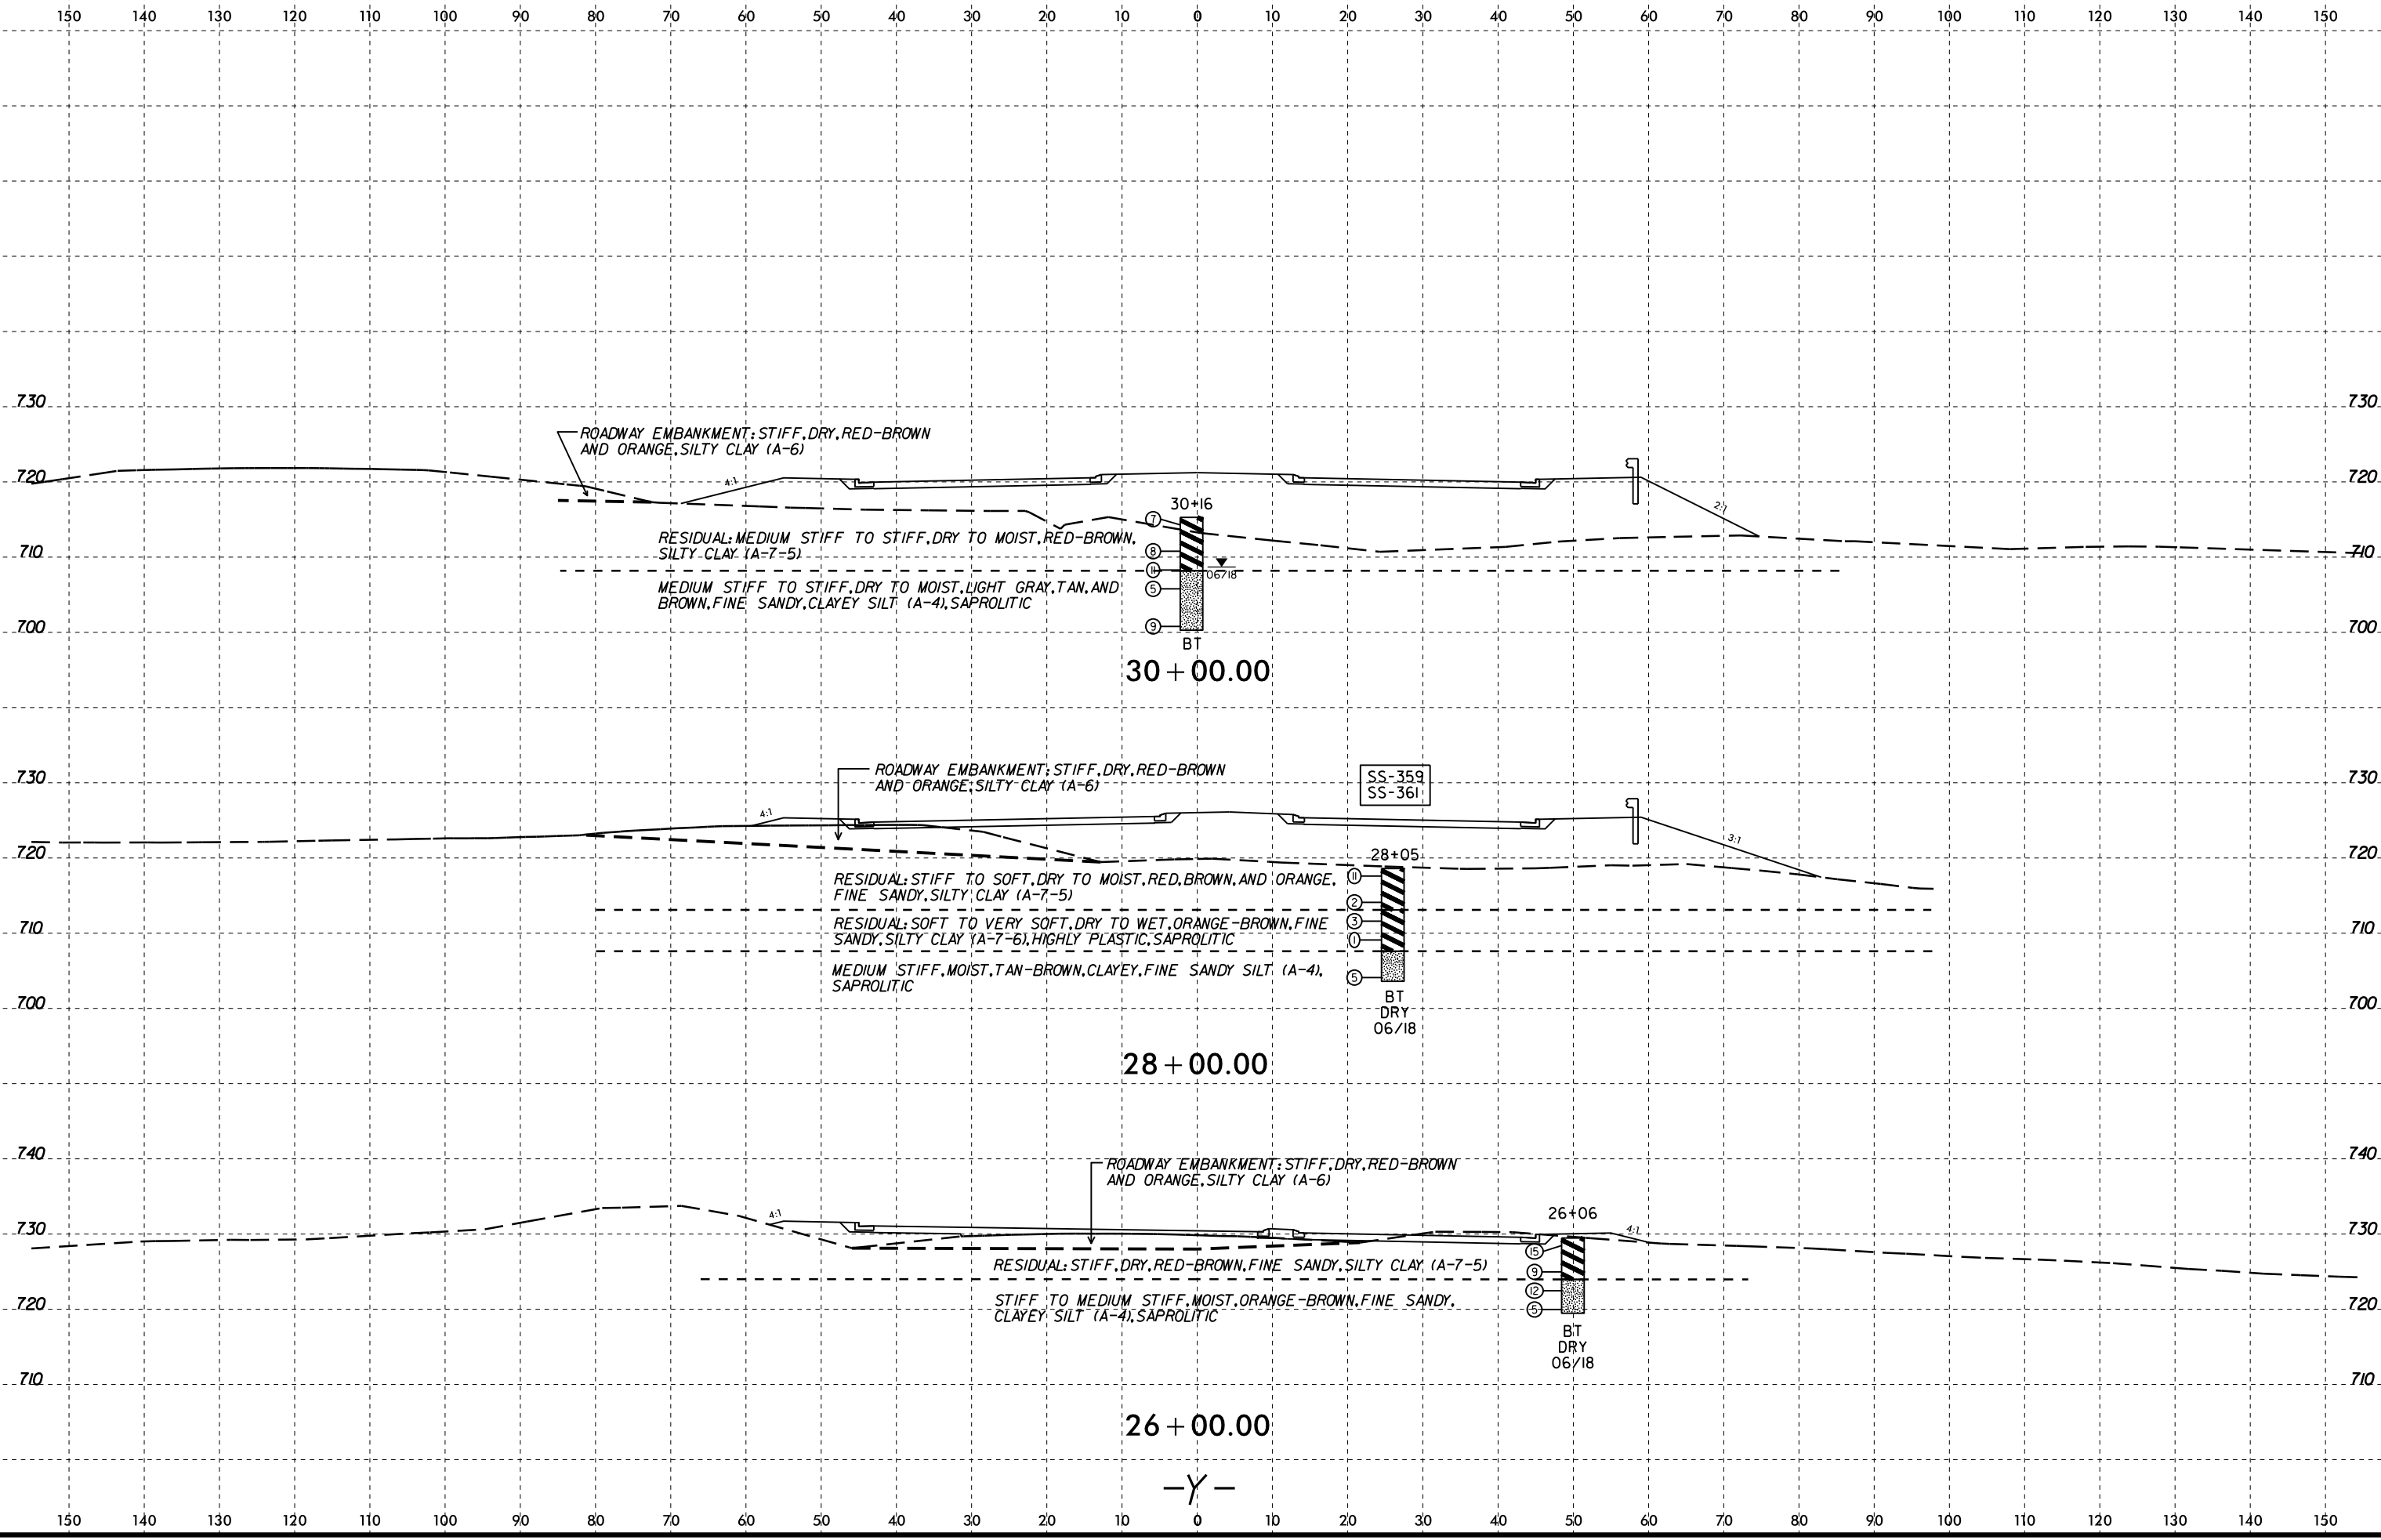 150 140 130 120 110 100 90 80 70 60 50 40 30 20 10 0 10 20 30 40 50 60 70 80 90 100 110 120 130 140 150
730 730
ROADWAY EMBANKMENT: STIFF, DRY, RED-BROWN
AND ORANGE, SILTY CLAY (A-6)
720 4:1 720
30+16
2:1
7
RESIDUAL: MEDIUM STIFF TO STIFF, DRY TO MOIST, RED-BROWN,
SILTY CLAY (A-7-5)
8
710 710
11
06/18
MEDIUM STIFF TO STIFF, DRY TO MOIST, LIGHT GRAY, TAN, AND
BROWN, FINE SANDY, CLAYEY SILT (A-4), SAPROLITIC
5
9
700 700
BT
30+00.00
ROADWAY EMBANKMENT: STIFF, DRY, RED-BROWN
AND ORANGE, SILTY CLAY (A-6)
730 730
SS-359
SS-361
4:1
3:1
720 28+05 720
RESIDUAL: STIFF TO SOFT, DRY TO MOIST, RED, BROWN, AND ORANGE,
FINE SANDY, SILTY CLAY (A-7-5)
11
2
RESIDUAL: SOFT TO VERY SOFT, DRY TO WET, ORANGE-BROWN, FINE
SANDY, SILTY CLAY (A-7-6), HIGHLY PLASTIC, SAPROLITIC
3
710 710
1
MEDIUM STIFF, MOIST, TAN-BROWN, CLAYEY, FINE SANDY SILT (A-4),
SAPROLITIC
5
700 700
BT
DRY
06/18
28+00.00
740 740
ROADWAY EMBANKMENT: STIFF, DRY, RED-BROWN
AND ORANGE, SILTY CLAY (A-6)
4:1
26+06
730 4:1 730
15
RESIDUAL: STIFF, DRY, RED-BROWN, FINE SANDY, SILTY CLAY (A-7-5)
9
12
STIFF TO MEDIUM STIFF, MOIST, ORANGE-BROWN, FINE SANDY,
CLAYEY SILT (A-4), SAPROLITIC
720 5 720
BT
DRY
06/18
710 710
26+00.00
-Y-
150 140 130 120 110 100 90 80 70 60 50 40 30 20 10 0 10 20 30 40 50 60 70 80 90 100 110 120 130 140 150